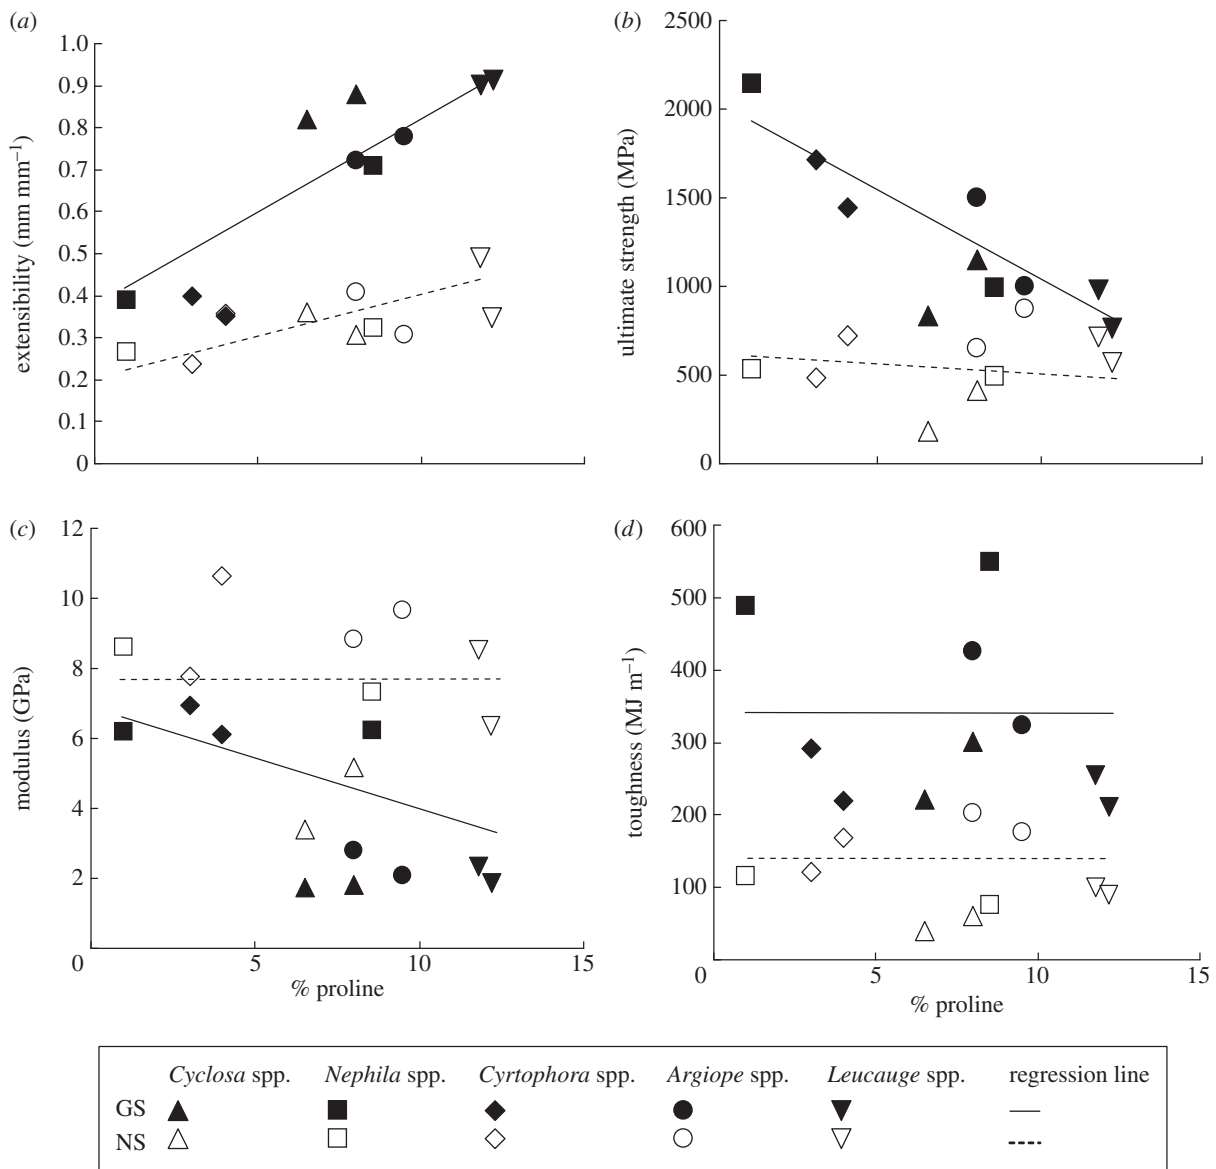 (a)
1.0
0.9
0.8
0.7
0.6
0.5
0.4
0.3
0.2
0.1
0
extensibility (mm mm⁻¹)
(b)
2500
2000
1500
1000
500
0
ultimate strength (MPa)
(c)
12
10
8
6
4
2
0
5
10
15
modulus (GPa)
% proline
(d)
600
500
400
300
200
100
0
5
10
15
toughness (MJ m⁻¹)
% proline
Cyclosa spp. Nephila spp. Cyrtophora spp. Argiope spp. Leucauge spp. regression line
GS
NS